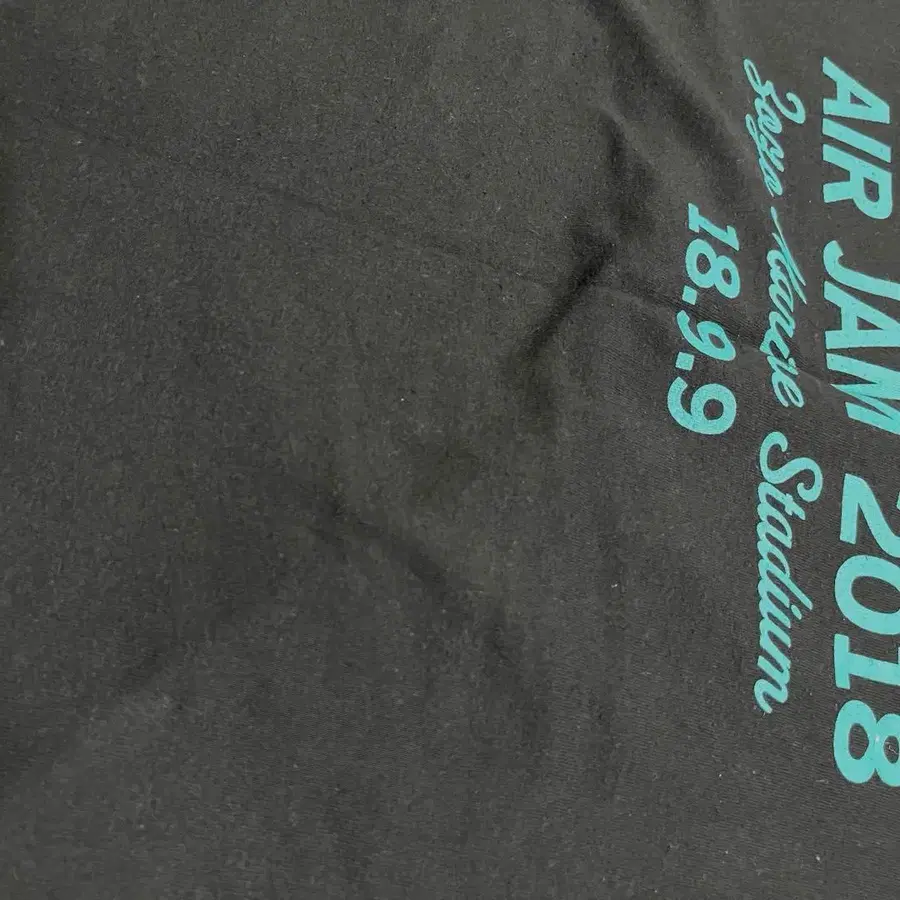 AIR JAM 2018
Zozo Marine Stadium
18.9.9